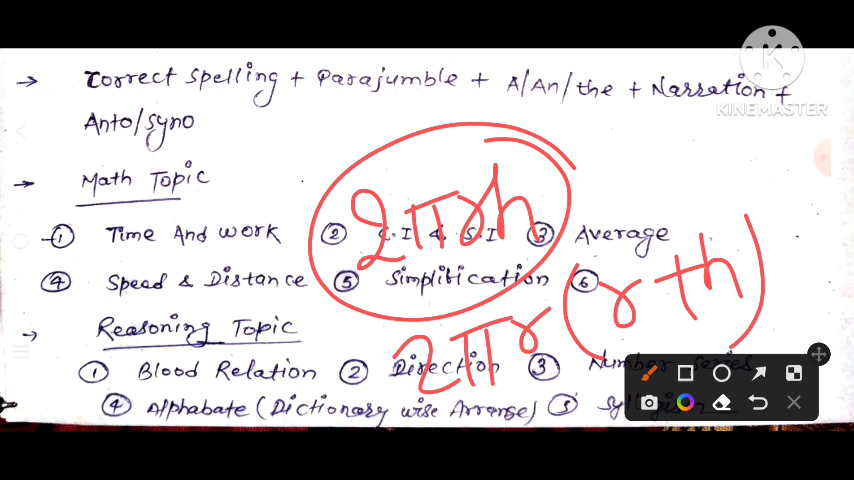 → Correct Spelling + Parajumble + A/An/the + Narration +
Anto/syno
→ Math Topic
① Time And Work ② C.I & S.I ③ Average
④ Speed & Distance ⑤ Simplification ⑥
→ Reasoning Topic
① Blood Relation ② Direction ③ Number series
④ Alphabate (Dictionary wise Arrange) ⑤
2πrh
2πr (r+h)
KINEMASTER